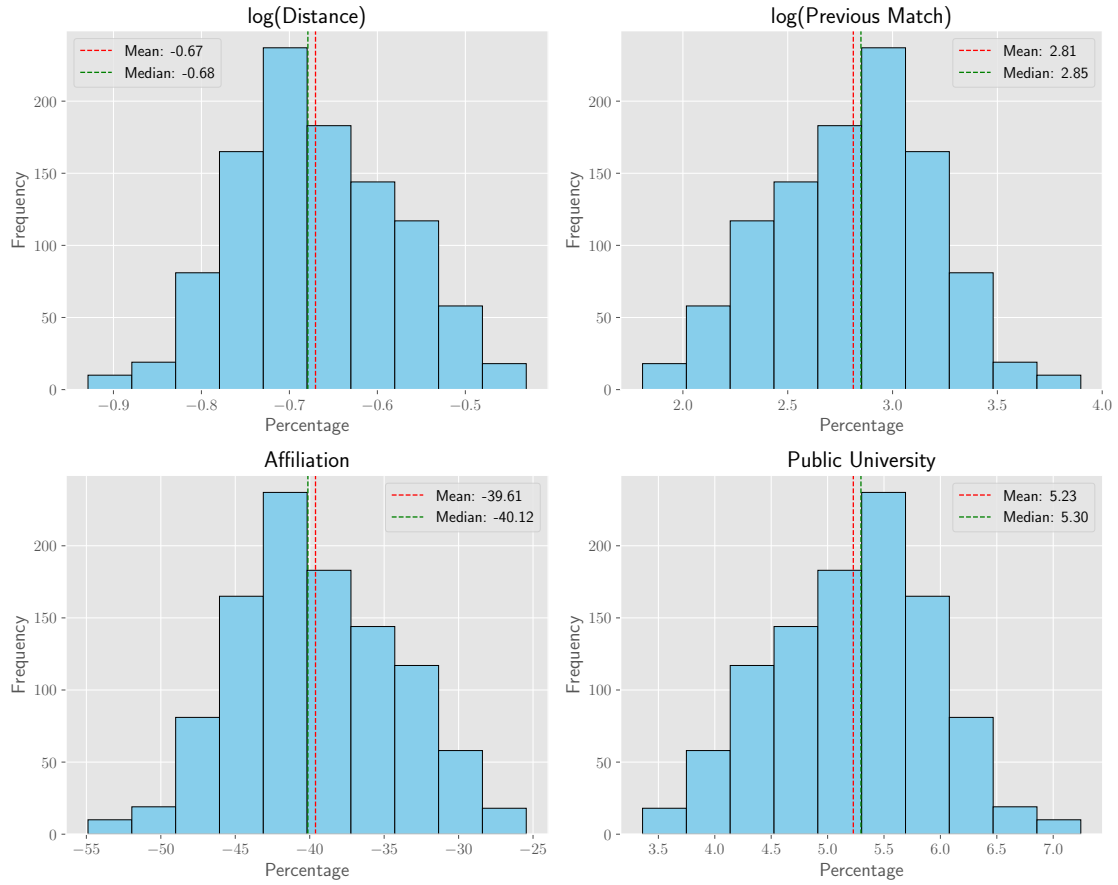 log(Distance)
Mean: -0.67
Median: -0.68
Frequency
200
150
100
50
0
−0.9 −0.8 −0.7 −0.6 −0.5
Percentage
log(Previous Match)
Mean: 2.81
Median: 2.85
Frequency
200
150
100
50
0
2.0 2.5 3.0 3.5 4.0
Percentage
Affiliation
Mean: -39.61
Median: -40.12
Frequency
200
150
100
50
0
−55 −50 −45 −40 −35 −30 −25
Percentage
Public University
Mean: 5.23
Median: 5.30
Frequency
200
150
100
50
0
3.5 4.0 4.5 5.0 5.5 6.0 6.5 7.0
Percentage